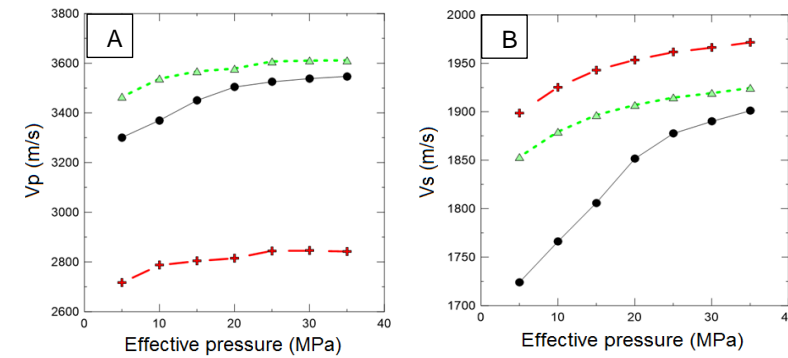 A
3800
3600
3400
3200
3000
2800
2600
Vp (m/s)
0 10 20 30 40
Effective pressure (MPa)
B
2000
1950
1900
1850
1800
1750
1700
Vs (m/s)
0 10 20 30 40
Effective pressure (MPa)